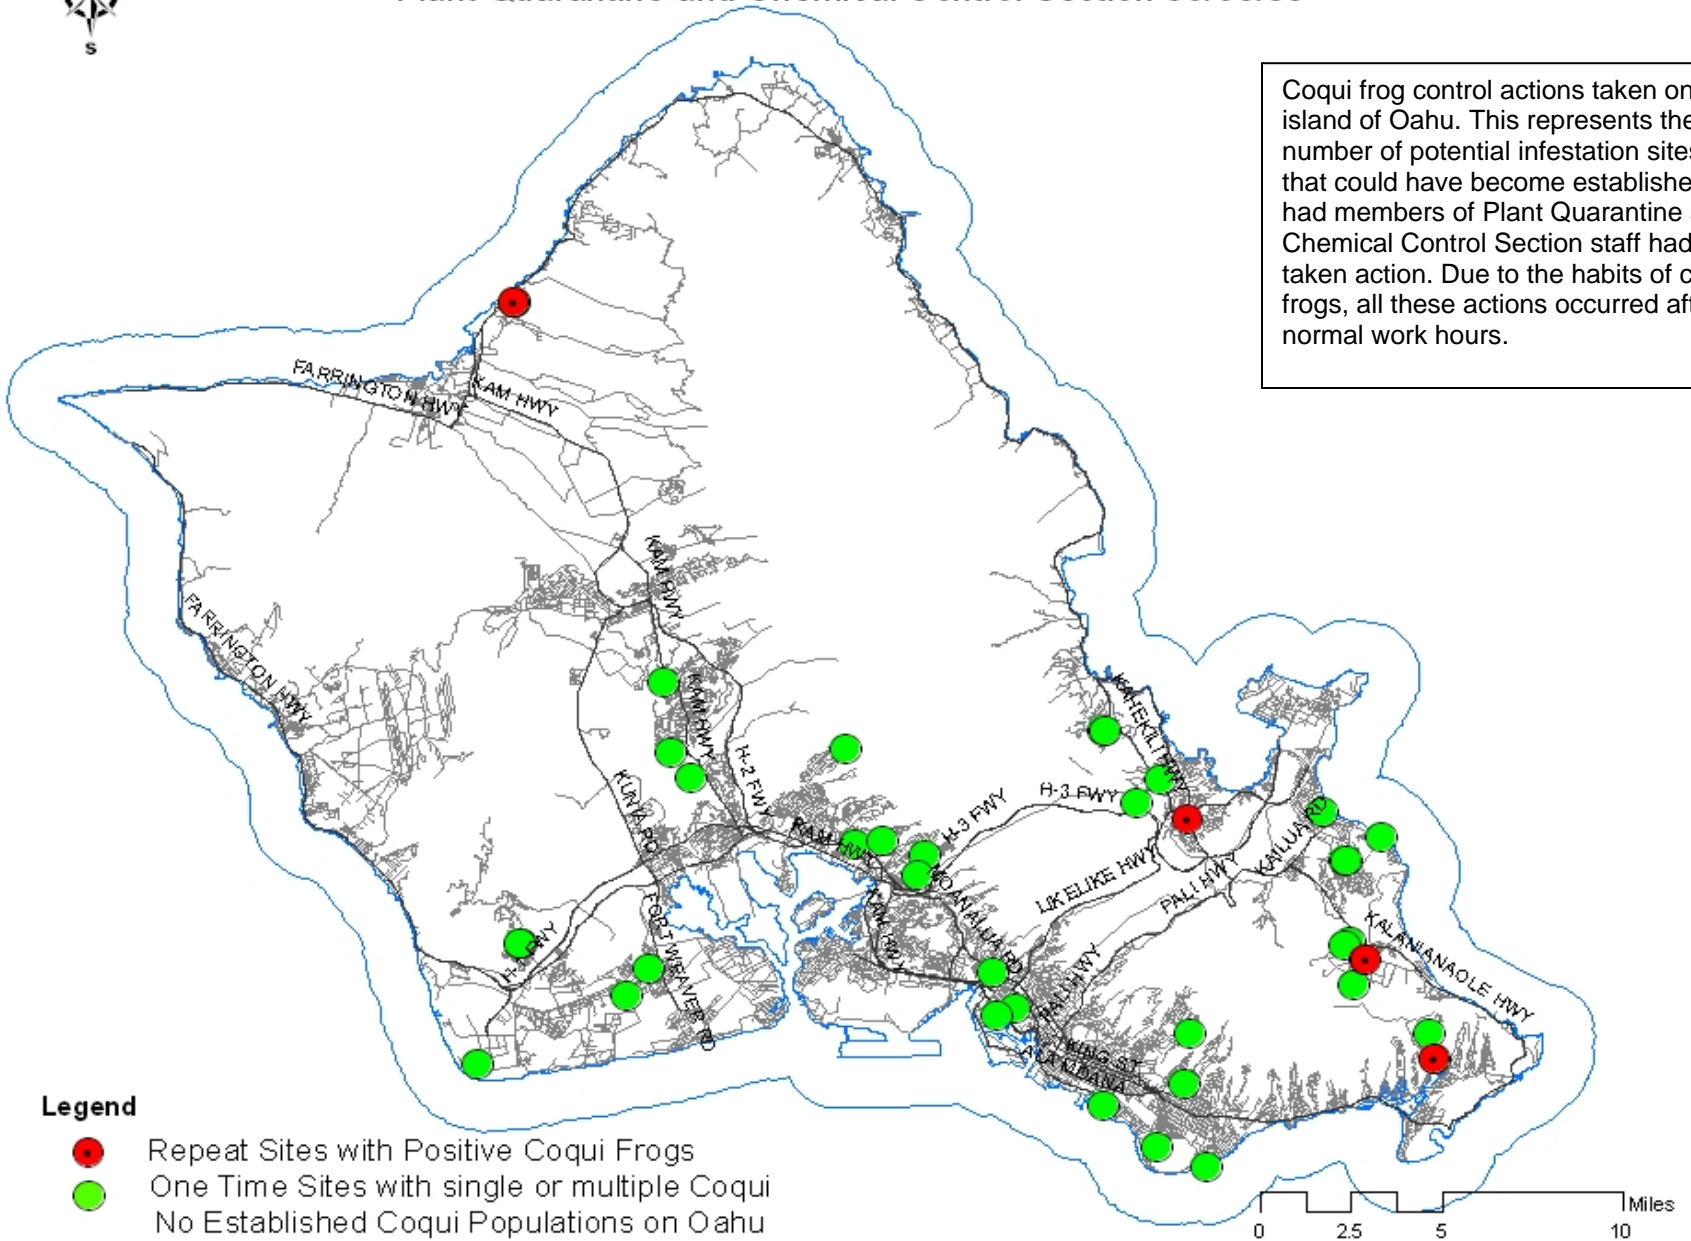 S
Coqui frog control actions taken on
island of Oahu. This represents the
number of potential infestation sites
that could have become establishe
had members of Plant Quarantine
Chemical Control Section staff had
taken action. Due to the habits of c
frogs, all these actions occurred aft
normal work hours.
FARRINGTON HWY
KAM HWY
KAM HWY
FARRINGTON HWY
KAM HWY
KAHEKILI HWY
H-2 FWY
KUNIA RD
H-3 FWY
H-3 FWY
KAM HWY
KAILUA RD
LIKELIKE HWY
PALI HWY
MOANALUA RD
KAM HWY
FORT WEAVER RD
H-1 FWY
KALANIANAOLE HWY
PALI HWY
KING ST
ALA MOANA
Legend
Repeat Sites with Positive Coqui Frogs
One Time Sites with single or multiple Coqui
No Established Coqui Populations on Oahu
Miles
0 2.5 5 10